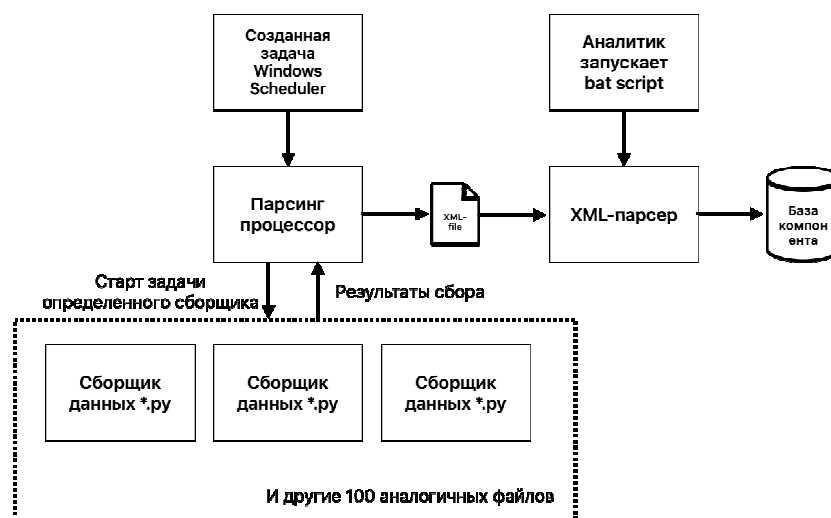 Созданная
задача
Windows
Scheduler
Аналитик
запускает
bat script
Парсинг
процессор
XML-
file
XML-парсер
База
компон
ента
Старт задачи
определенного сборщика
Результаты сбора
Сборщик
данных *.py
Сборщик
данных *.py
Сборщик
данных *.py
И другие 100 аналогичных файлов